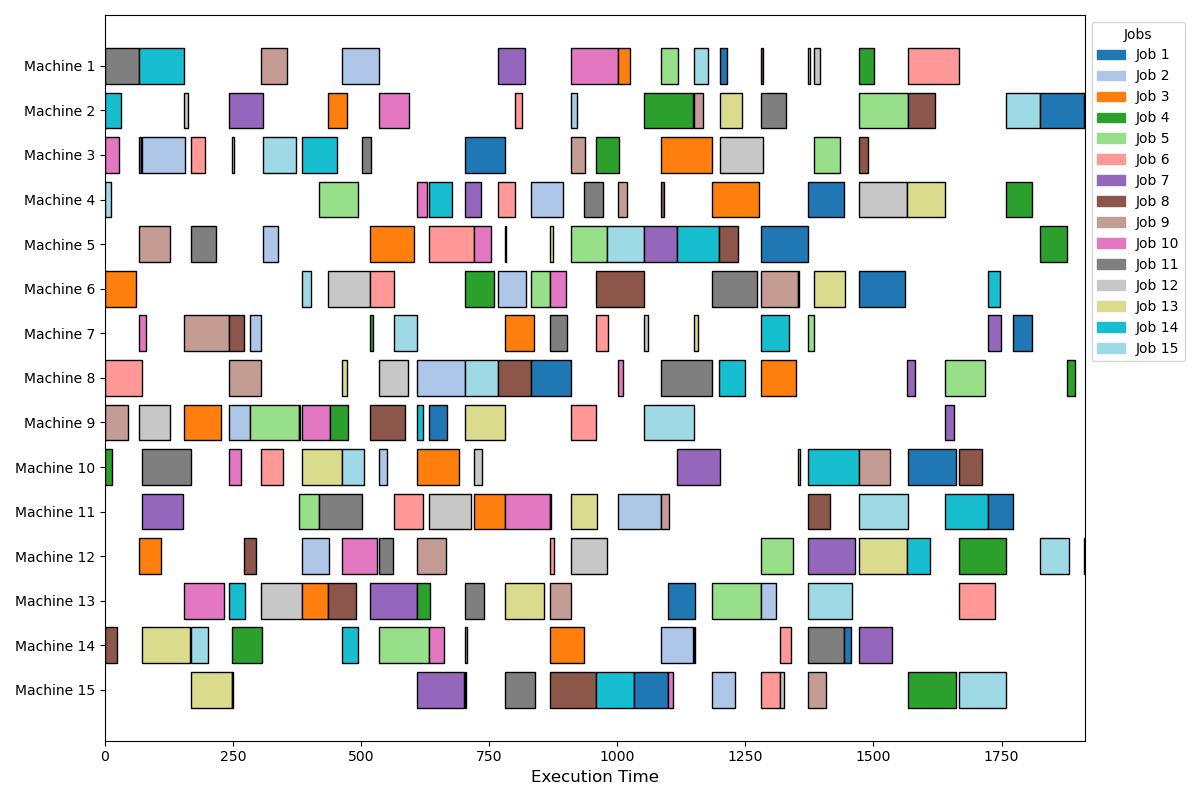 Machine 1
Machine 2
Machine 3
Machine 4
Machine 5
Machine 6
Machine 7
Machine 8
Machine 9
Machine 10
Machine 11
Machine 12
Machine 13
Machine 14
Machine 15
0 250 500 750 1000 1250 1500 1750
Execution Time
Jobs
Job 1
Job 2
Job 3
Job 4
Job 5
Job 6
Job 7
Job 8
Job 9
Job 10
Job 11
Job 12
Job 13
Job 14
Job 15